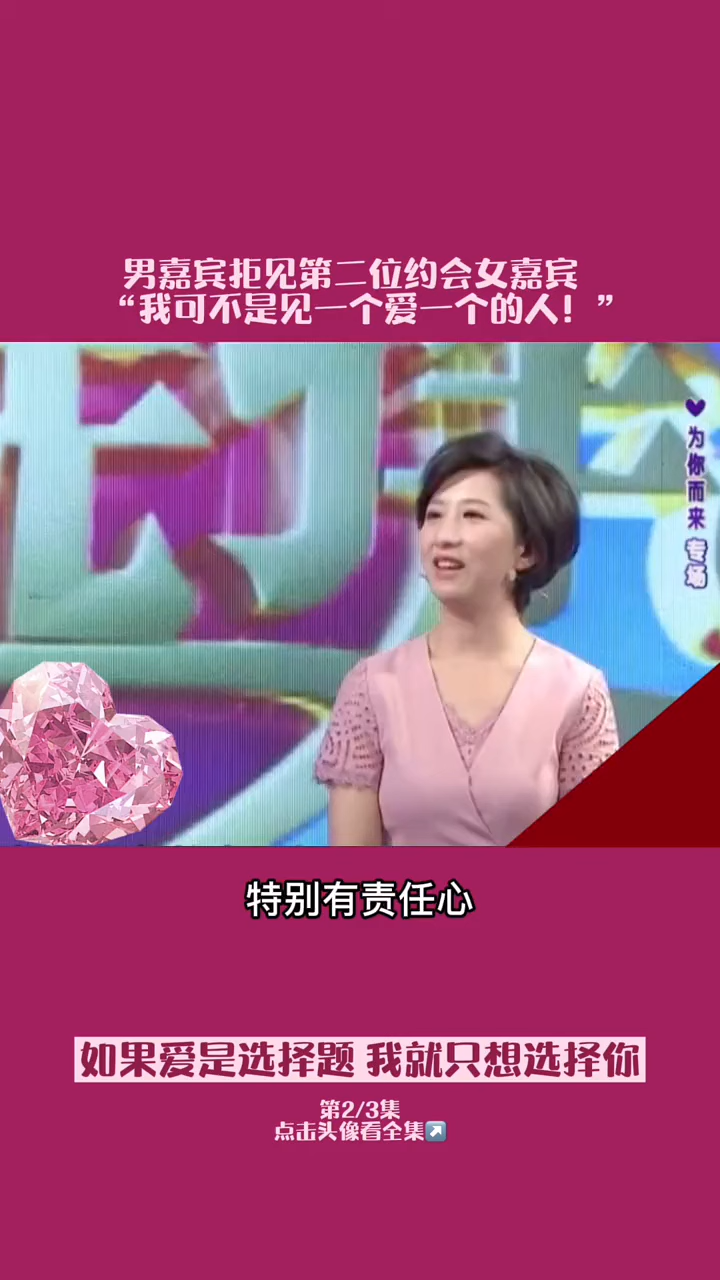 男嘉宾拒见第二位约会女嘉宾
“我可不是见一个爱一个的人！”
为你而来 专场
特别有责任心
如果爱是选择题 我就只想选择你
第2/3集
点击头像看全集